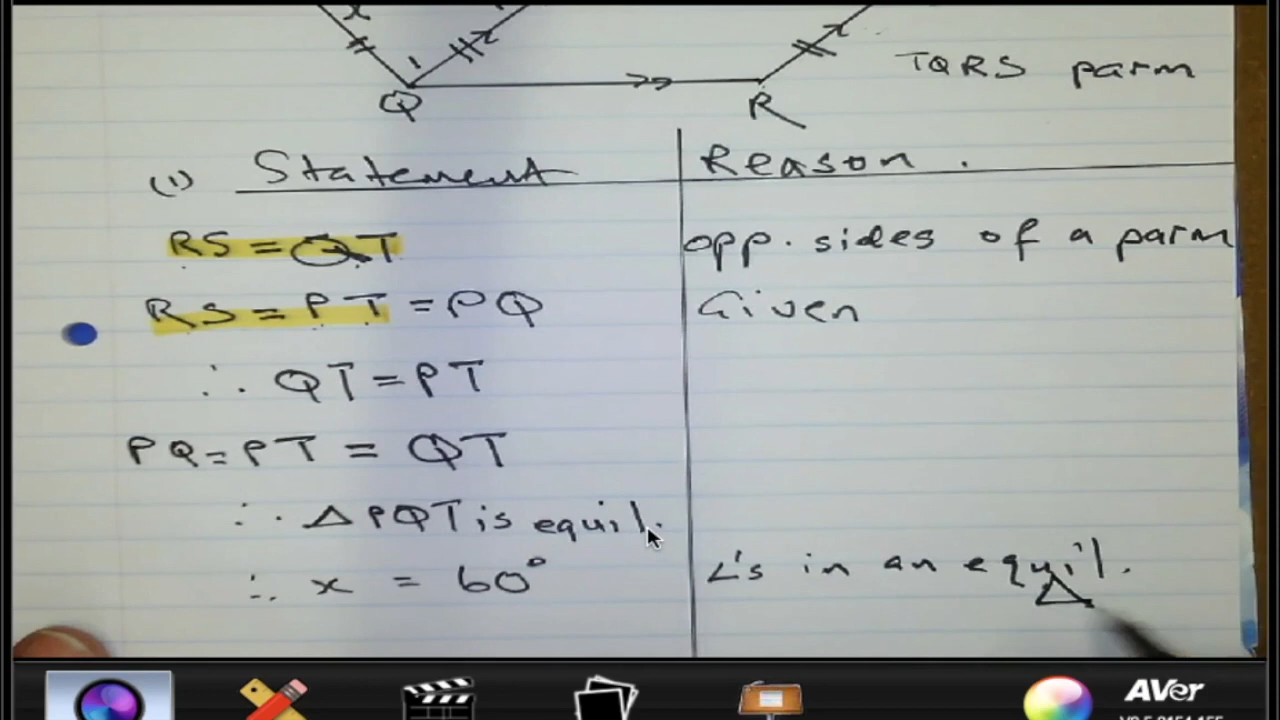 x
1
Q
R
TQRS parm
(1) Statement
Reason.
RS = QT
opp. sides of a parm
RS = PT = PQ
Given
∴ QT = PT
PQ = PT = QT
∴ △PQT is equil.
∴ x = 60°
∠'s in an equil.
△
AVer